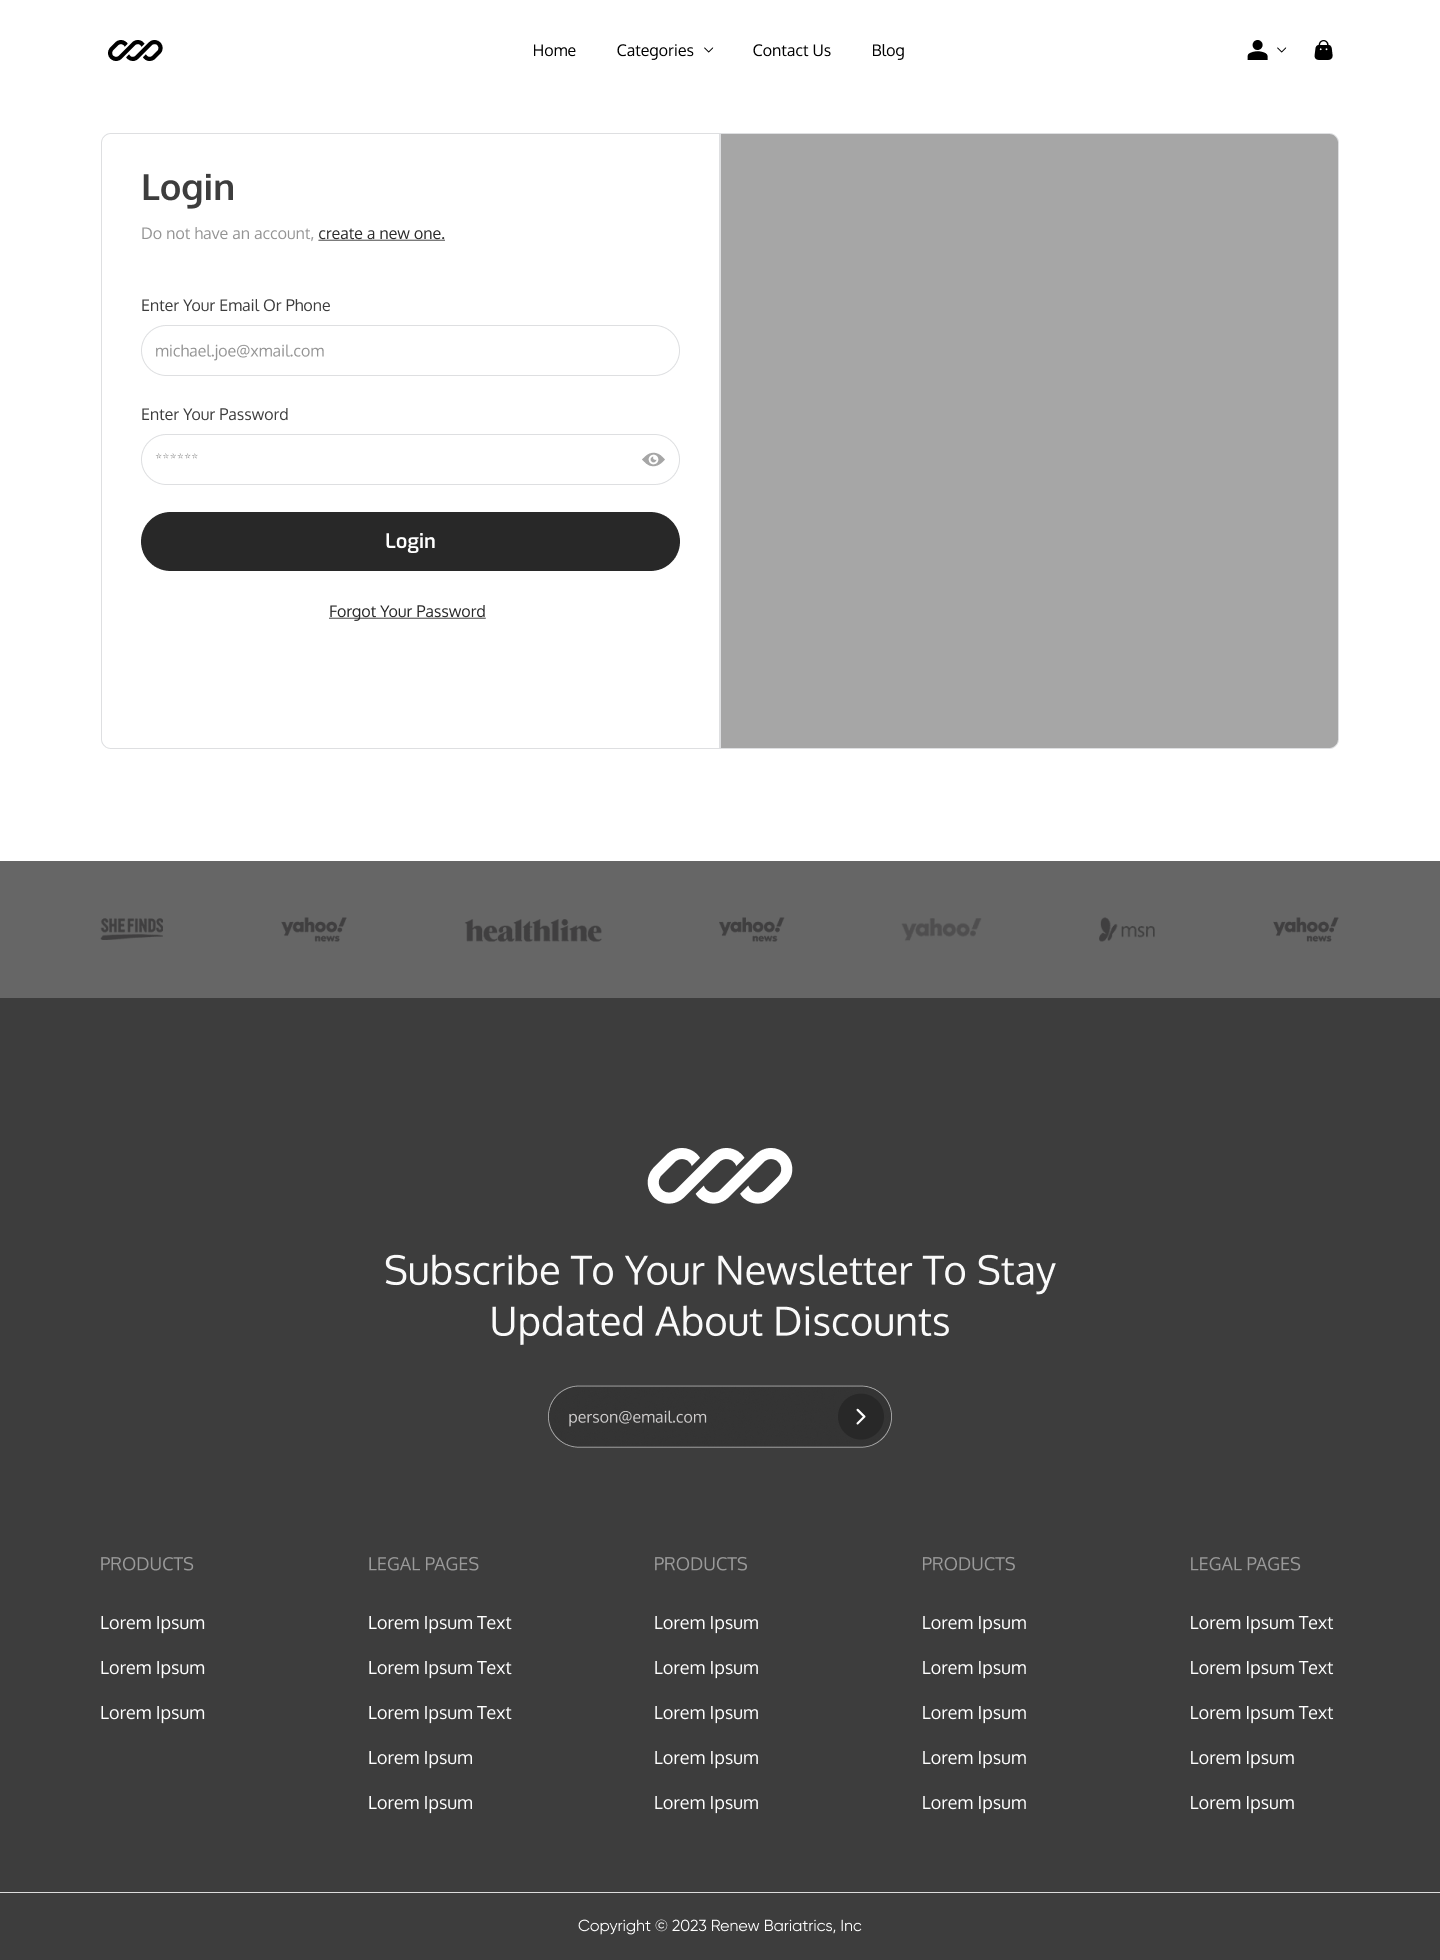 Home
Categories
Contact Us
Blog
Login
Do not have an account, create a new one.
Enter Your Email Or Phone
michael.joe@xmail.com
Enter Your Password
******
Login
Forgot Your Password
SHE FINDS
yahoo!
news
healthline
yahoo!
news
yahoo!
msn
yahoo!
news
Subscribe To Your Newsletter To Stay
Updated About Discounts
person@email.com
PRODUCTS
Lorem Ipsum
Lorem Ipsum
Lorem Ipsum
LEGAL PAGES
Lorem Ipsum Text
Lorem Ipsum Text
Lorem Ipsum Text
Lorem Ipsum
Lorem Ipsum
PRODUCTS
Lorem Ipsum
Lorem Ipsum
Lorem Ipsum
Lorem Ipsum
Lorem Ipsum
PRODUCTS
Lorem Ipsum
Lorem Ipsum
Lorem Ipsum
Lorem Ipsum
Lorem Ipsum
LEGAL PAGES
Lorem Ipsum Text
Lorem Ipsum Text
Lorem Ipsum Text
Lorem Ipsum
Lorem Ipsum
Copyright © 2023 Renew Bariatrics, Inc